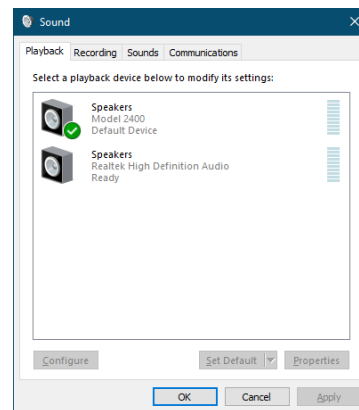 Sound
Playback Recording Sounds Communications
Select a playback device below to modify its settings:
Speakers
Model 2400
Default Device
Speakers
Realtek High Definition Audio
Ready
Configure Set Default Properties
OK Cancel Apply